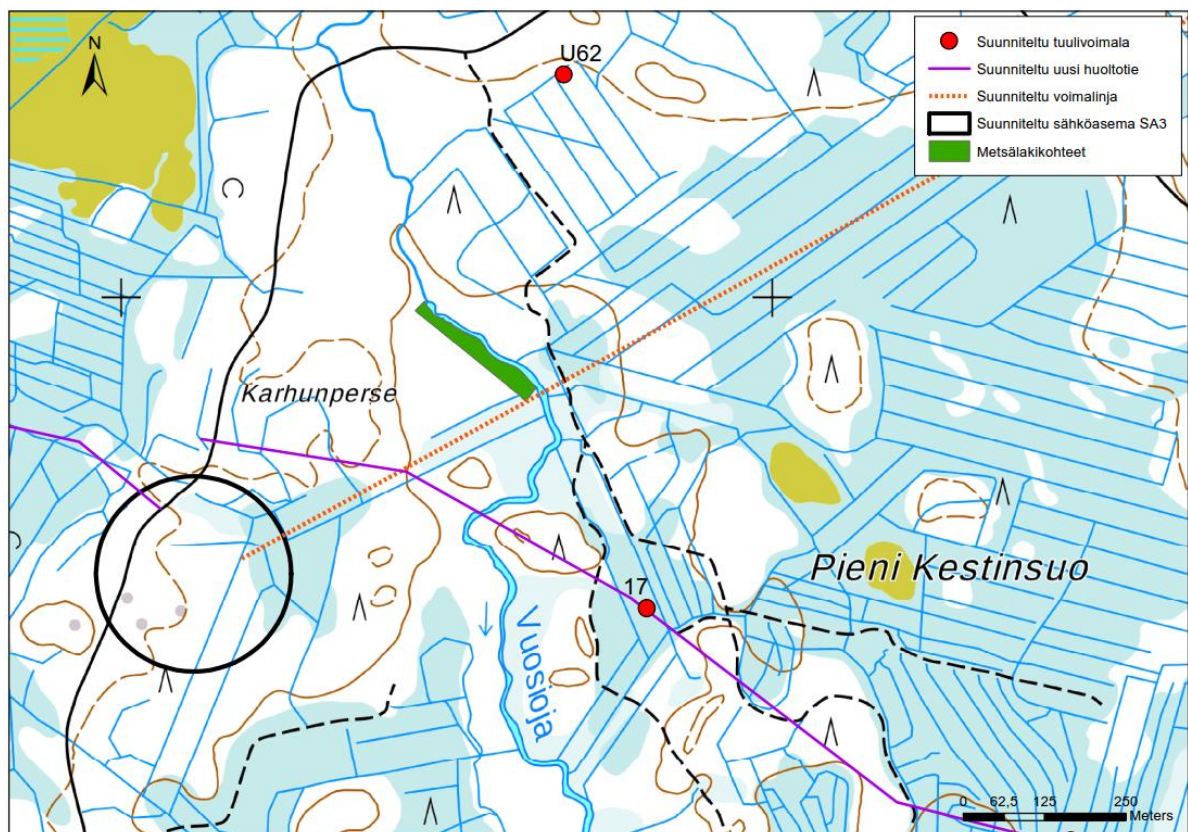 N
U62
Suunniteltu tuulivoimala
Suunniteltu uusi huoltotie
Suunniteltu voimalinja
Suunniteltu sähköasema SA3
Metsälakikohteet
Karhunperse
Pieni Kestinsuo
17
Vuosioja
0 62,5 125 250
Meters